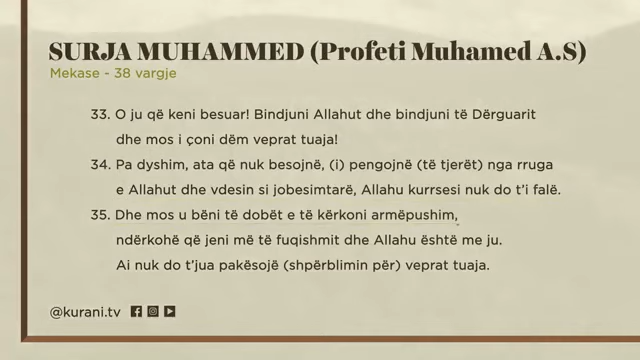 SURJA MUHAMMED (Profeti Muhamed A.S)
Mekase - 38 vargje
33. O ju që keni besuar! Bindjuni Allahut dhe bindjuni të Dërguarit
dhe mos i çoni dëm veprat tuaja!
34. Pa dyshim, ata që nuk besojnë, (i) pengojnë (të tjerët) nga rruga
e Allahut dhe vdesin si jobesimtarë, Allahu kurrsesi nuk do t'i falë.
35. Dhe mos u bëni të dobët e të kërkoni armëpushim,
ndërkohë që jeni më të fuqishmit dhe Allahu është me ju.
Ai nuk do t'jua pakësojë (shpërblimin për) veprat tuaja.
@kurani.tv